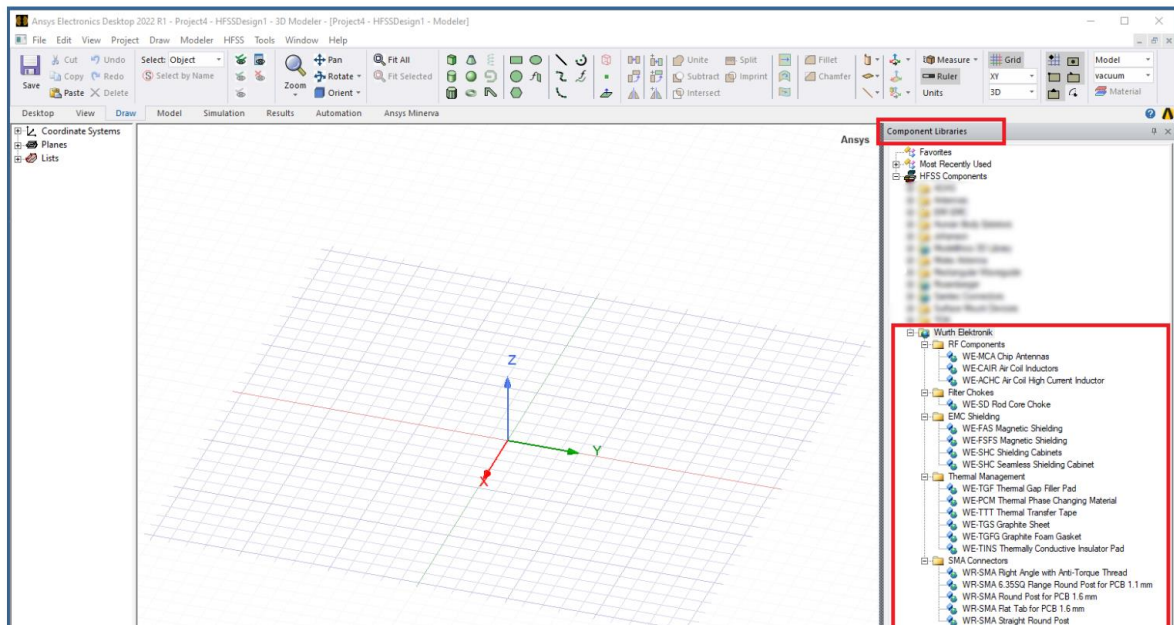 Ansys Electronics Desktop 2022 R1 - Project4 - HFSSDesign1 - 3D Modeler - [Project4 - HFSSDesign1 - Modeler]
File Edit View Project Draw Modeler HFSS Tools Window Help
Save
Cut
Copy
Paste
Undo
Redo
Delete
Select: Object
Select by Name
Zoom
Pan
Rotate
Orient
Fit All
Fit Selected
Unite
Subtract
Intersect
Split
Imprint
Fillet
Chamfer
Measure
Ruler
Units
Grid
XY
3D
Model
vacuum
Material
Desktop View Draw Model Simulation Results Automation Ansys Minerva
Coordinate Systems
Planes
Lists
Ansys
Z
Y
X
Component Libraries
Favorites
Most Recently Used
HFSS Components
Wurth Elektronik
RF Components
WE-MCA Chip Antennas
WE-CAIR Air Coil Inductors
WE-ACHC Air Coil High Current Inductor
Filter Chokes
WE-SD Rod Core Choke
EMC Shielding
WE-FAS Magnetic Shielding
WE-FSFS Magnetic Shielding
WE-SHC Shielding Cabinets
WE-SHC Seamless Shielding Cabinet
Thermal Management
WE-TGF Thermal Gap Filler Pad
WE-PCM Thermal Phase Changing Material
WE-TTT Thermal Transfer Tape
WE-TGS Graphite Sheet
WE-TGFG Graphite Foam Gasket
WE-TINS Thermally Conductive Insulator Pad
SMA Connectors
WR-SMA Right Angle with Anti-Torque Thread
WR-SMA 6.35SQ Flange Round Post for PCB 1.1 mm
WR-SMA Round Post for PCB 1.6 mm
WR-SMA Flat Tab for PCB 1.6 mm
WR-SMA Straight Round Post